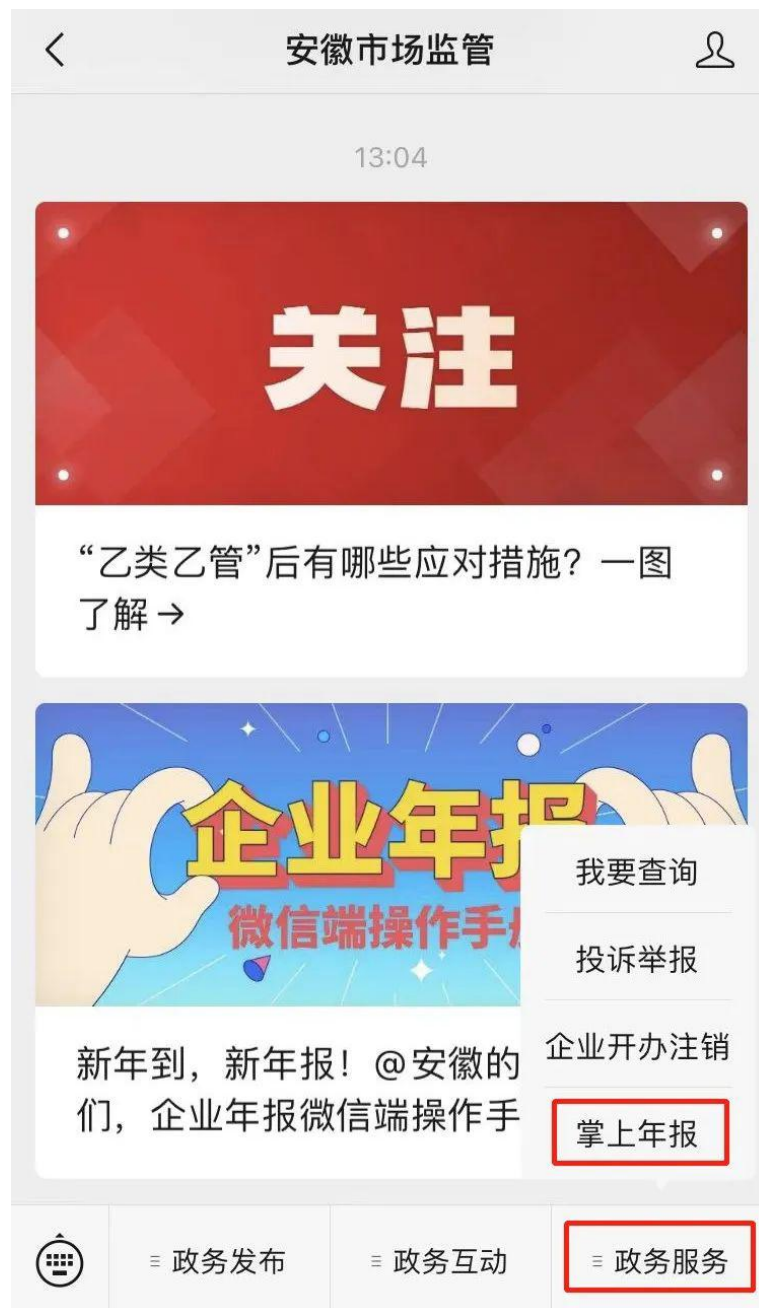 安徽市场监管
13:04
关注
“乙类乙管”后有哪些应对措施？一图
了解→
企业年报
微信端操作手
新年到，新年报！@安徽的
们，企业年报微信端操作手
我要查询
投诉举报
企业开办注销
掌上年报
政务发布
政务互动
政务服务